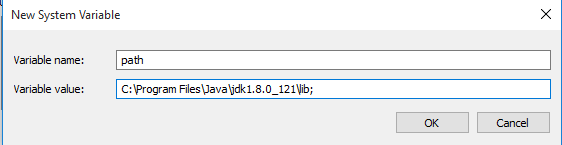 New System Variable
Variable name: path
Variable value: C:\Program Files\Java\jdk1.8.0_121\lib;
OK Cancel